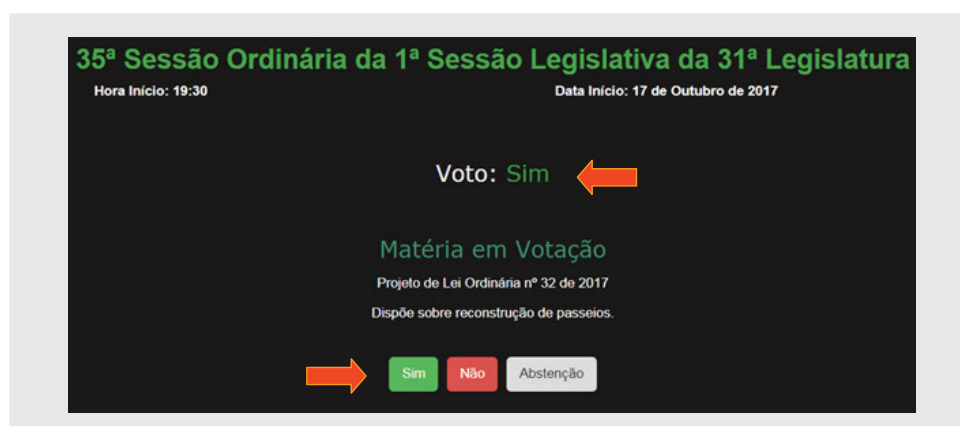 35ª Sessão Ordinária da 1ª Sessão Legislativa da 31ª Legislatura
Hora Início: 19:30 Data Início: 17 de Outubro de 2017
Voto: Sim
Matéria em Votação
Projeto de Lei Ordinária nº 32 de 2017
Dispõe sobre reconstrução de passeios.
Sim Não Abstenção